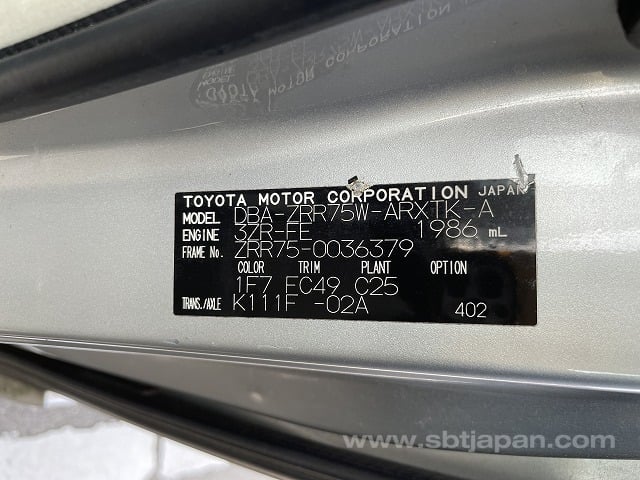 TOYOTA MOTOR CORPORATION JAPAN
MODEL DBA-ZRR75W-ARXTK-A
ENGINE 3ZR-FE 1986 mL
FRAME No. ZRR75-0036379
COLOR TRIM PLANT OPTION
1F7 FC49 C25
TRANS./AXLE K111F -02A
402
www.sbtjapan.com